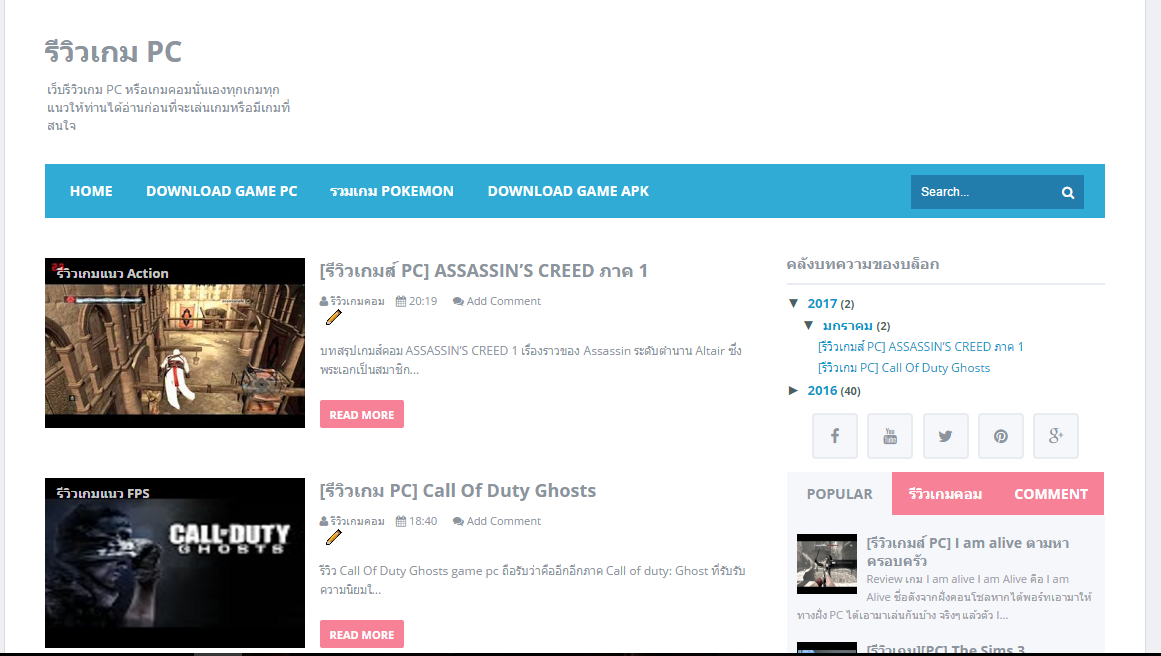 รีวิวเกม PC
เว็บรีวิวเกม PC หรือเกมคอมนั่นเองทุกเกมทุก
แนวให้ท่านได้อ่านก่อนที่จะเล่นเกมหรือมีเกมที่
สนใจ
HOME DOWNLOAD GAME PC รวมเกม POKEMON DOWNLOAD GAME APK Search...
รีวิวเกมแนว Action
[รีวิวเกมส์ PC] ASSASSIN’S CREED ภาค 1
รีวิวเกมคอม 20:19 Add Comment
บทสรุปเกมส์คอม ASSASSIN’S CREED 1 เรื่องราวของ Assassin ระดับตำนาน Altair ซึ่ง
พระเอกเป็นสมาชิก...
READ MORE
รีวิวเกมแนว FPS
CALL OF DUTY
GHOSTS
[รีวิวเกม PC] Call Of Duty Ghosts
รีวิวเกมคอม 18:40 Add Comment
รีวิว Call Of Duty Ghosts game pc ถือรับว่าคืออีกอีกภาค Call of duty: Ghost ที่รับรับ
ความนิยมใ...
READ MORE
คลังบทความของบล็อก
▼ 2017 (2)
▼ มกราคม (2)
[รีวิวเกมส์ PC] ASSASSIN’S CREED ภาค 1
[รีวิวเกม PC] Call Of Duty Ghosts
► 2016 (40)
You Tube
g+
POPULAR รีวิวเกมคอม COMMENT
[รีวิวเกมส์ PC] I am alive ตามหา
ครอบครัว
Review เกม I am alive I am Alive คือ I am
Alive ชื่อดังจากฝั่งคอนโซลหากได้พอร์ทเอามาให้
ทางฝั่ง PC ได้เอามาเล่นกันบ้าง จริงๆ แล้วตัว I...
[รีวิวเกม][PC] The Sims 3